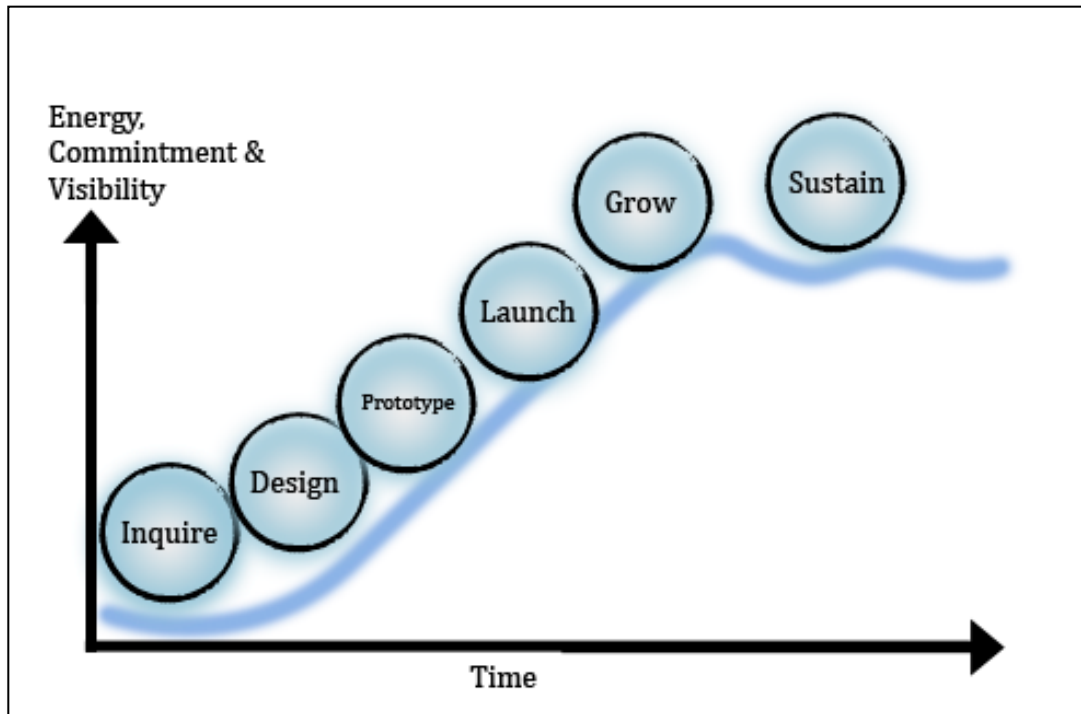 Energy,
Commintment &
Visibility
Sustain
Grow
Launch
Prototype
Design
Inquire
Time